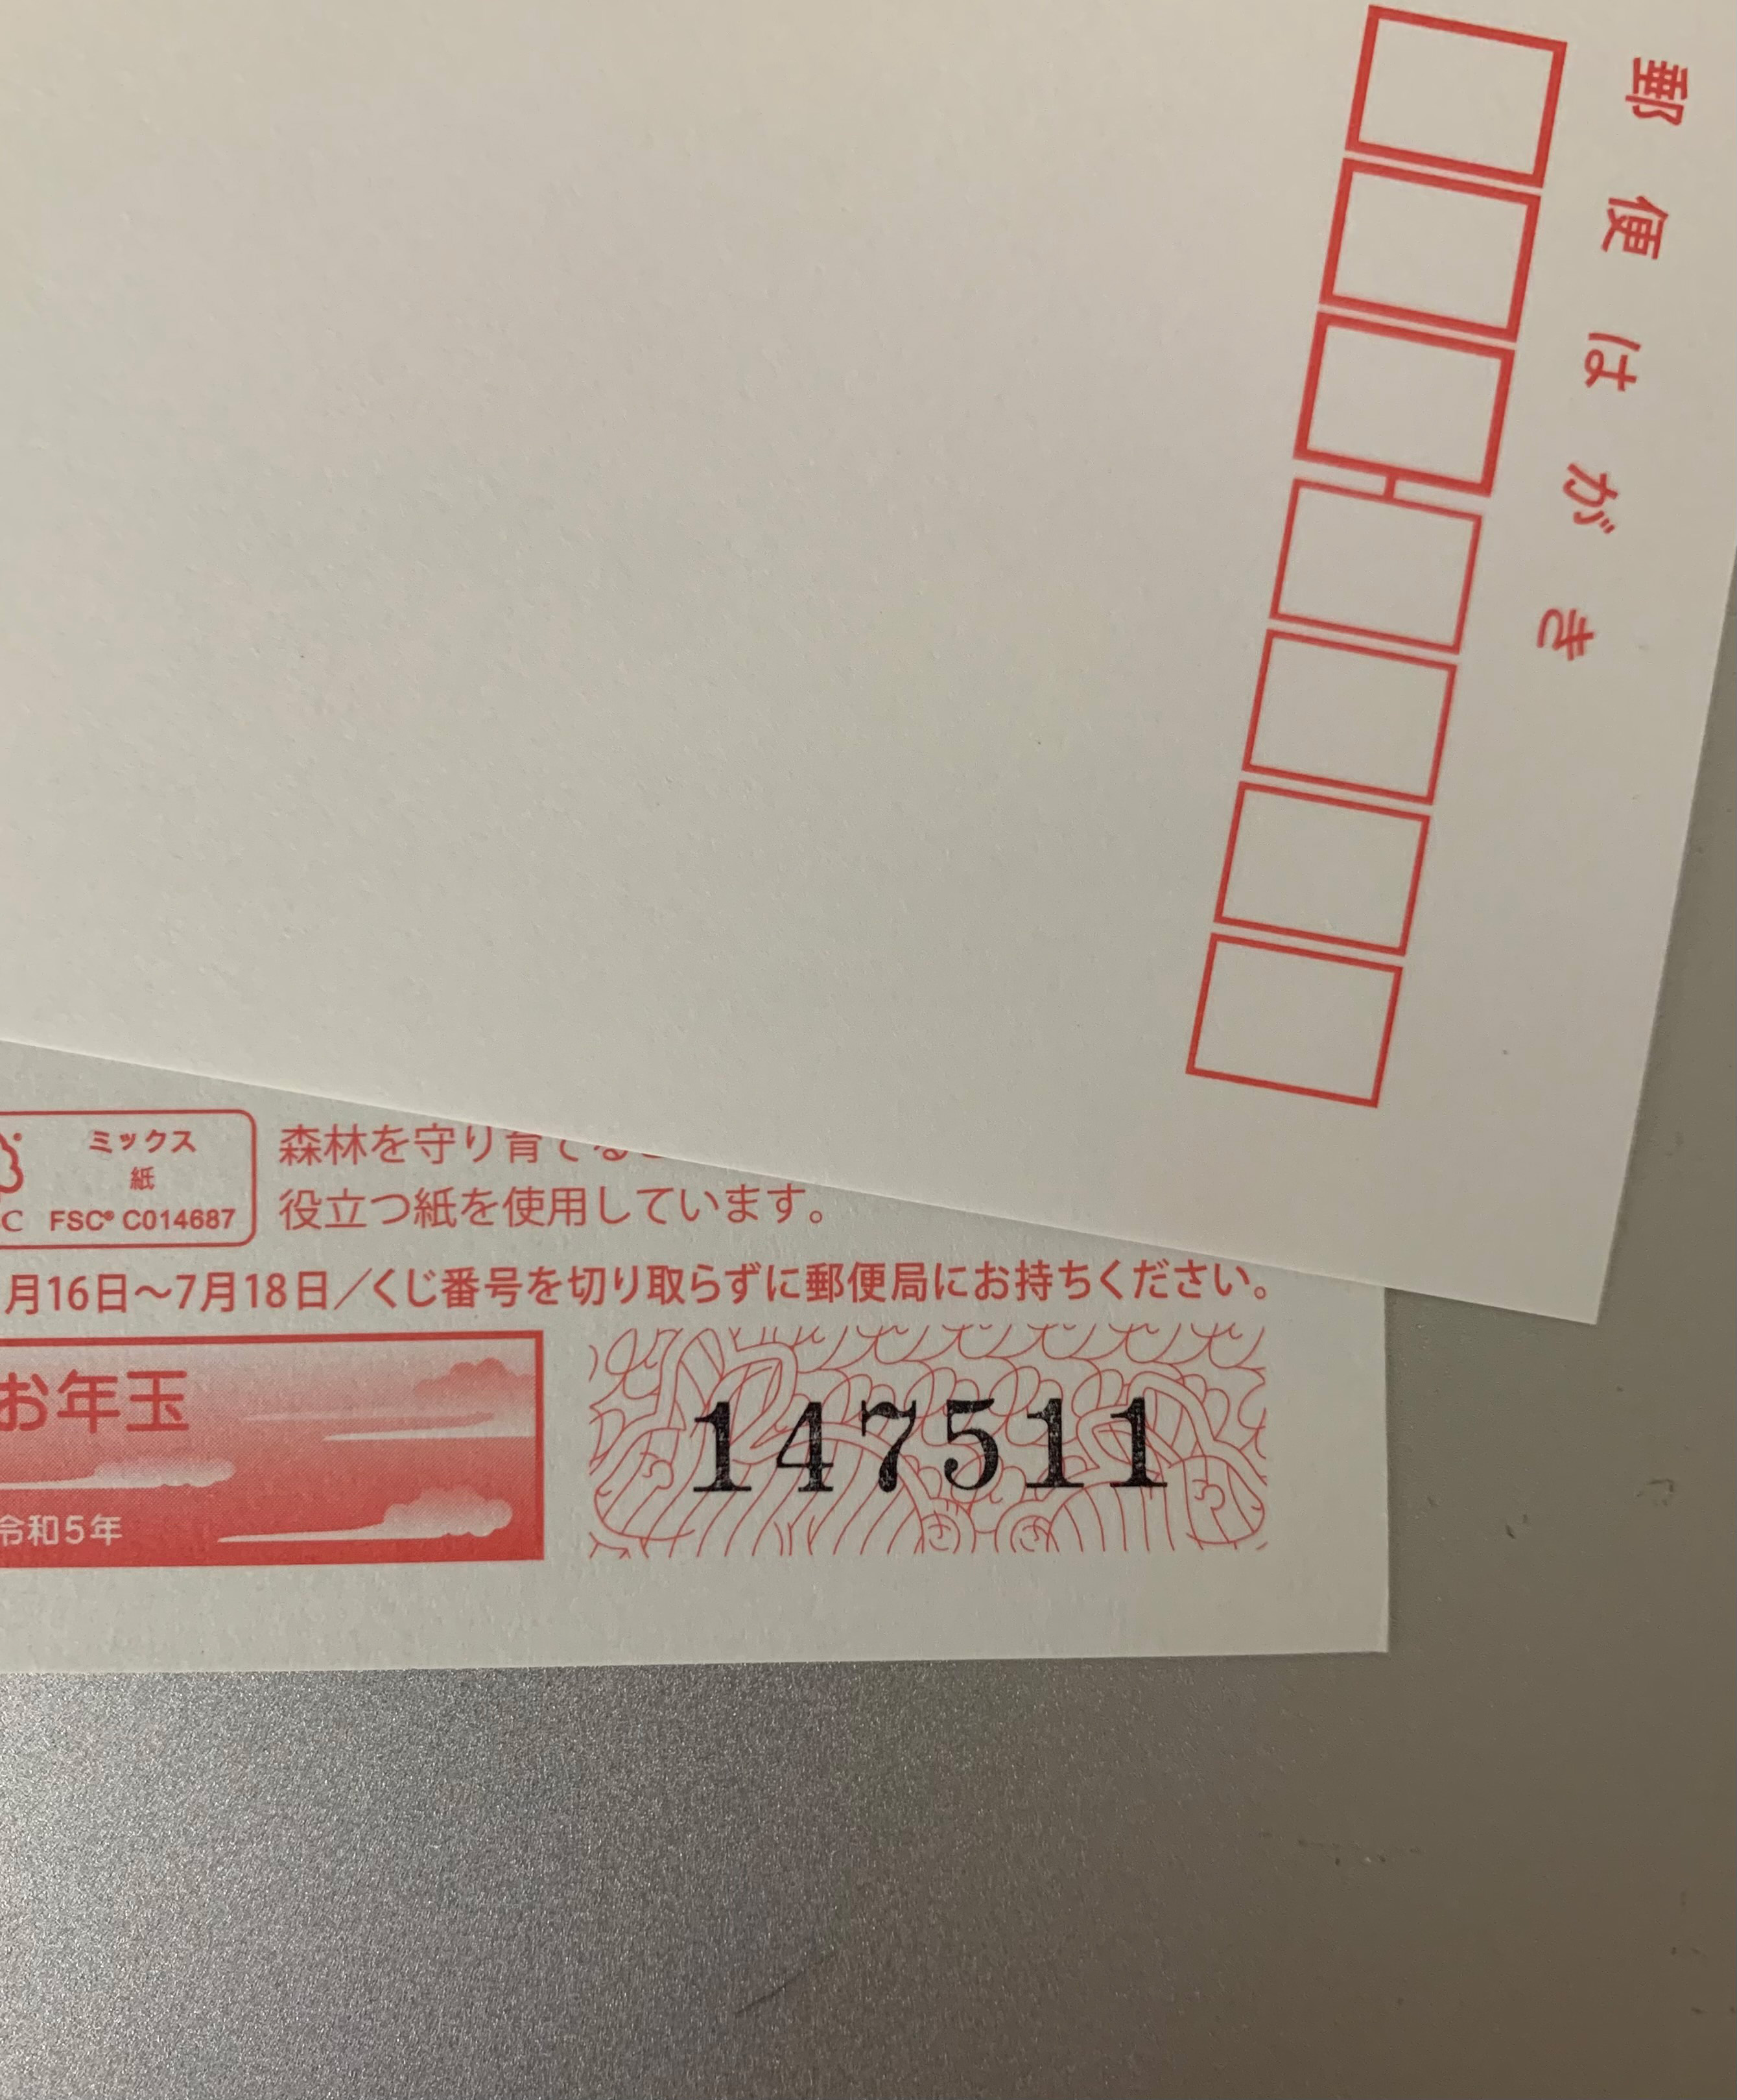 郵便はがき
ミックス
紙
FSC® C014687
森林を守り育てる
役立つ紙を使用しています。
月16日～7月18日／くじ番号を切り取らずに郵便局にお持ちください。
お年玉
令和5年
147511